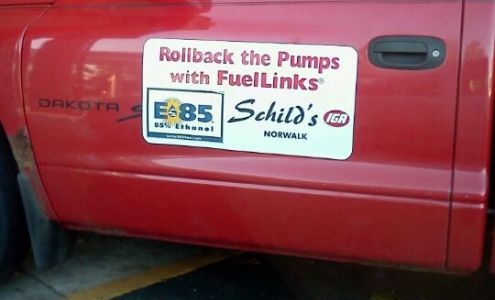 Rollback the Pumps
with FuelLinks®
DAKOTA S
E85
85% Ethanol
Schild's IGA
NORWALK